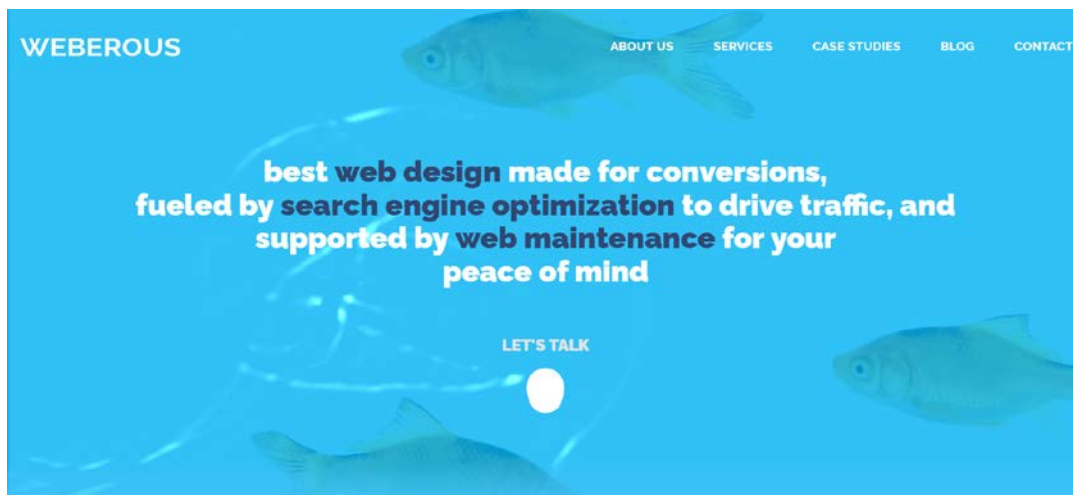 WEBEROUS
ABOUT US SERVICES CASE STUDIES BLOG CONTACT
best web design made for conversions,
fueled by search engine optimization to drive traffic, and
supported by web maintenance for your
peace of mind
LET'S TALK